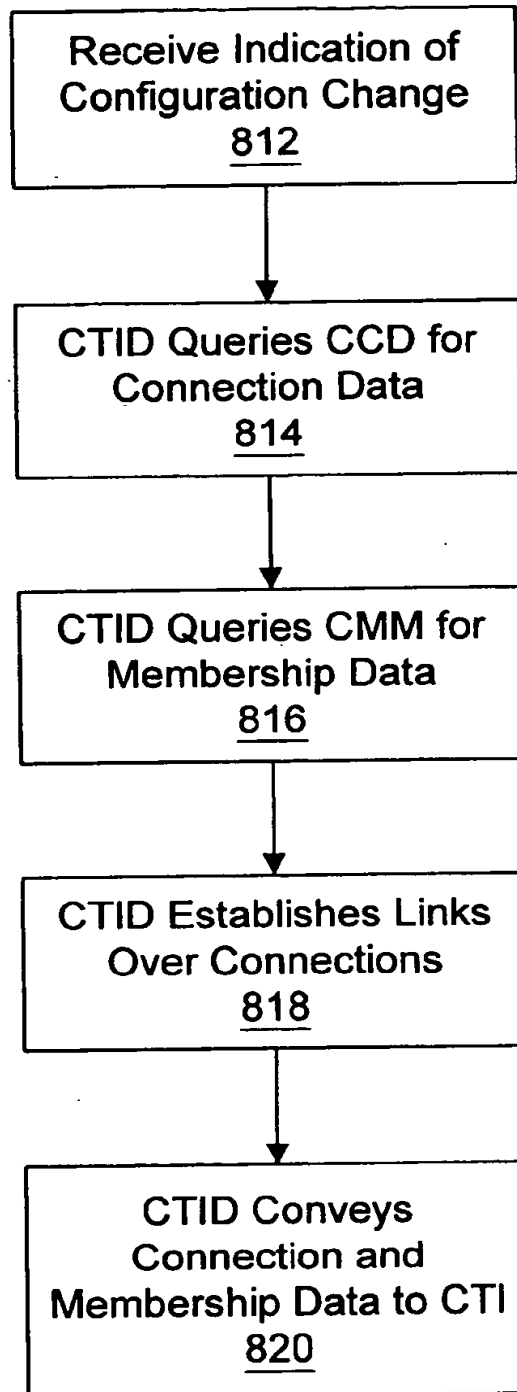 Receive Indication of
Configuration Change
812
CTID Queries CCD for
Connection Data
814
CTID Queries CMM for
Membership Data
816
CTID Establishes Links
Over Connections
818
CTID Conveys
Connection and
Membership Data to CTI
820